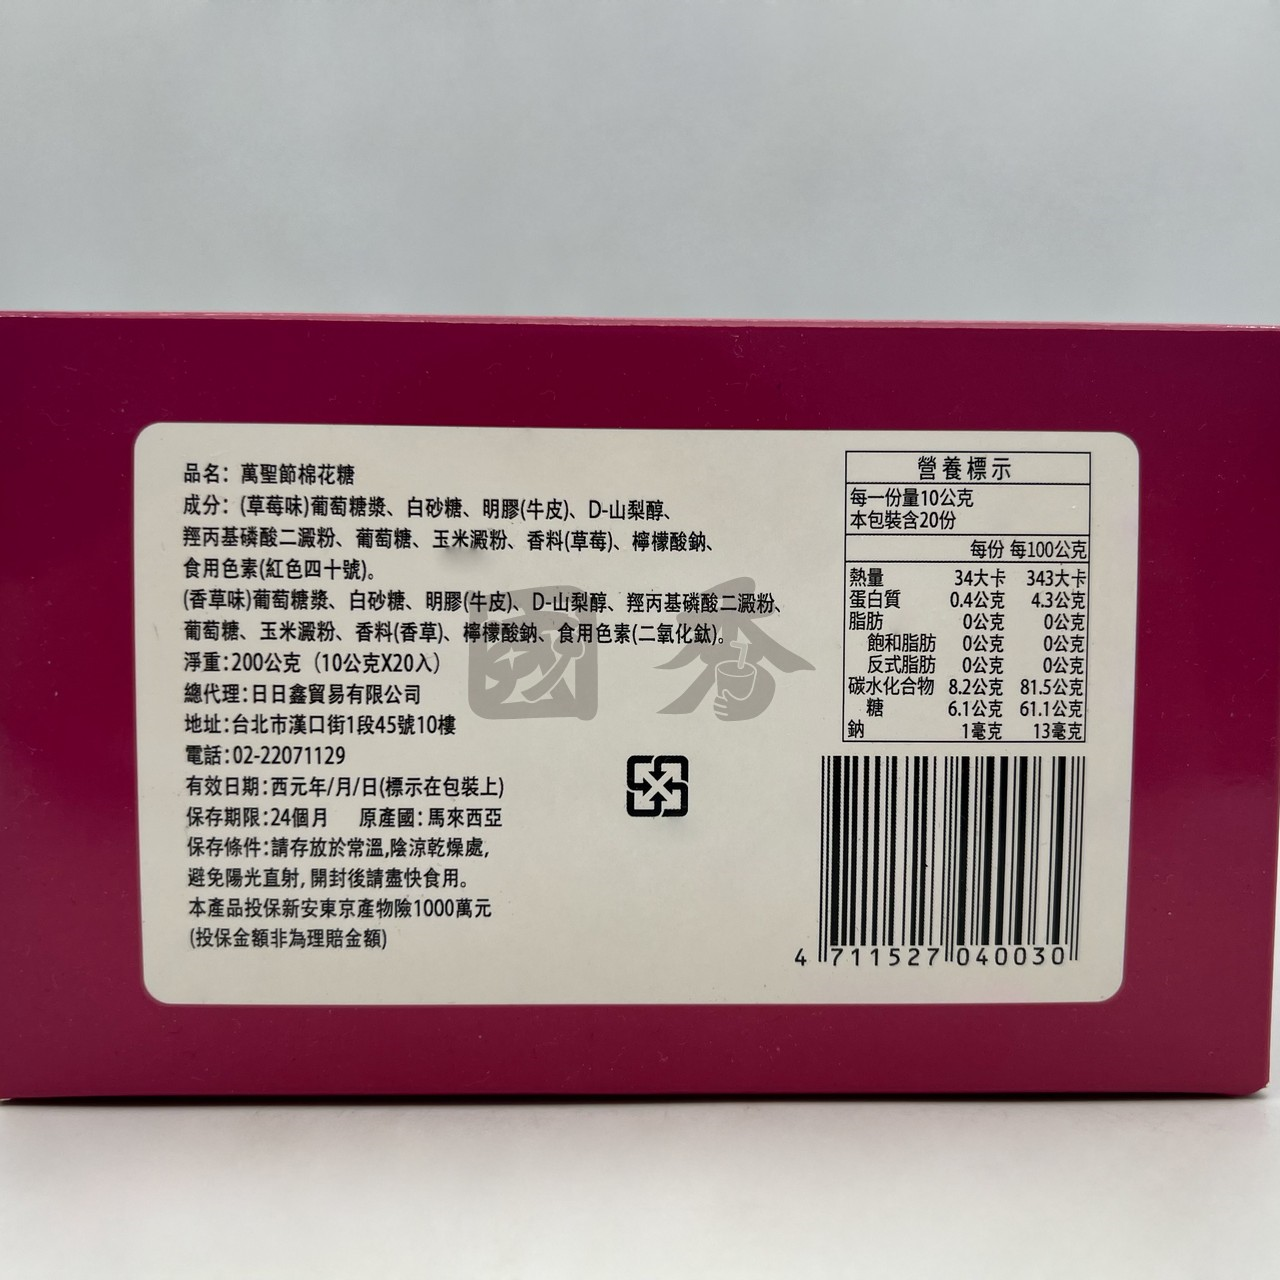 品名：萬聖節棉花糖
成分：(草莓味)葡萄糖漿、白砂糖、明膠(牛皮)、D-山梨醇、
羥丙基磷酸二澱粉、葡萄糖、玉米澱粉、香料(草莓)、檸檬酸鈉、
食用色素(紅色四十號)。
(香草味)葡萄糖漿、白砂糖、明膠(牛皮)、D-山梨醇、羥丙基磷酸二澱粉、
葡萄糖、玉米澱粉、香料(香草)、檸檬酸鈉、食用色素(二氧化鈦)。
淨重：200公克（10公克X20入）
總代理：日日鑫貿易有限公司
地址：台北市漢口街1段45號10樓
電話：02-22071129
有效日期：西元年/月/日(標示在包裝上)
保存期限：24個月 原產國：馬來西亞
保存條件：請存放於常溫,陰涼乾燥處,
避免陽光直射,開封後請盡快食用。
本產品投保新安東京產物險1000萬元
(投保金額非為理賠金額)
國秀
營養標示
每一份量10公克
本包裝含20份
每份 每100公克
熱量 34大卡 343大卡
蛋白質 0.4公克 4.3公克
脂肪 0公克 0公克
飽和脂肪 0公克 0公克
反式脂肪 0公克 0公克
碳水化合物 8.2公克 81.5公克
糖 6.1公克 61.1公克
鈉 1毫克 13毫克
4 711527 040030